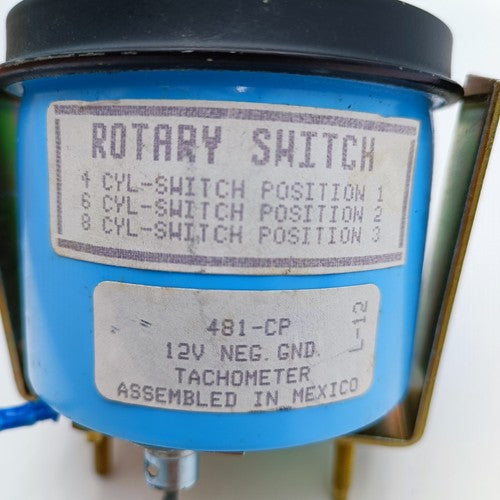 ROTARY SWITCH
4 CYL-SWITCH POSITION 1
6 CYL-SWITCH POSITION 2
8 CYL-SWITCH POSITION 3
481-CP
12V NEG. GND.
TACHOMETER
ASSEMBLED IN MEXICO
L-12